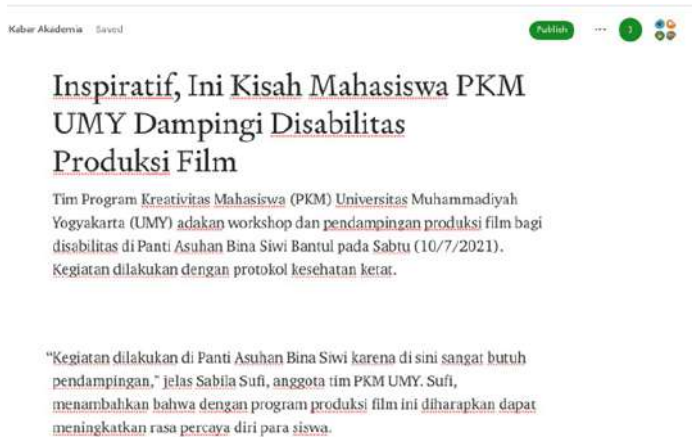 Kabar Akademia Saved
Publish ...
Inspiratif, Ini Kisah Mahasiswa PKM
UMY Dampingi Disabilitas
Produksi Film
Tim Program Kreativitas Mahasiswa (PKM) Universitas Muhammadiyah
Yogyakarta (UMY) adakan workshop dan pendampingan produksi film bagi
disabilitas di Panti Asuhan Bina Siwi Bantul pada Sabtu (10/7/2021).
Kegiatan dilakukan dengan protokol kesehatan ketat.
“Kegiatan dilakukan di Panti Asuhan Bina Siwi karena di sini sangat butuh
pendampingan,” jelas Sabila Sufi, anggota tim PKM UMY. Sufi,
menambahkan bahwa dengan program produksi film ini diharapkan dapat
meningkatkan rasa percaya diri para siswa.